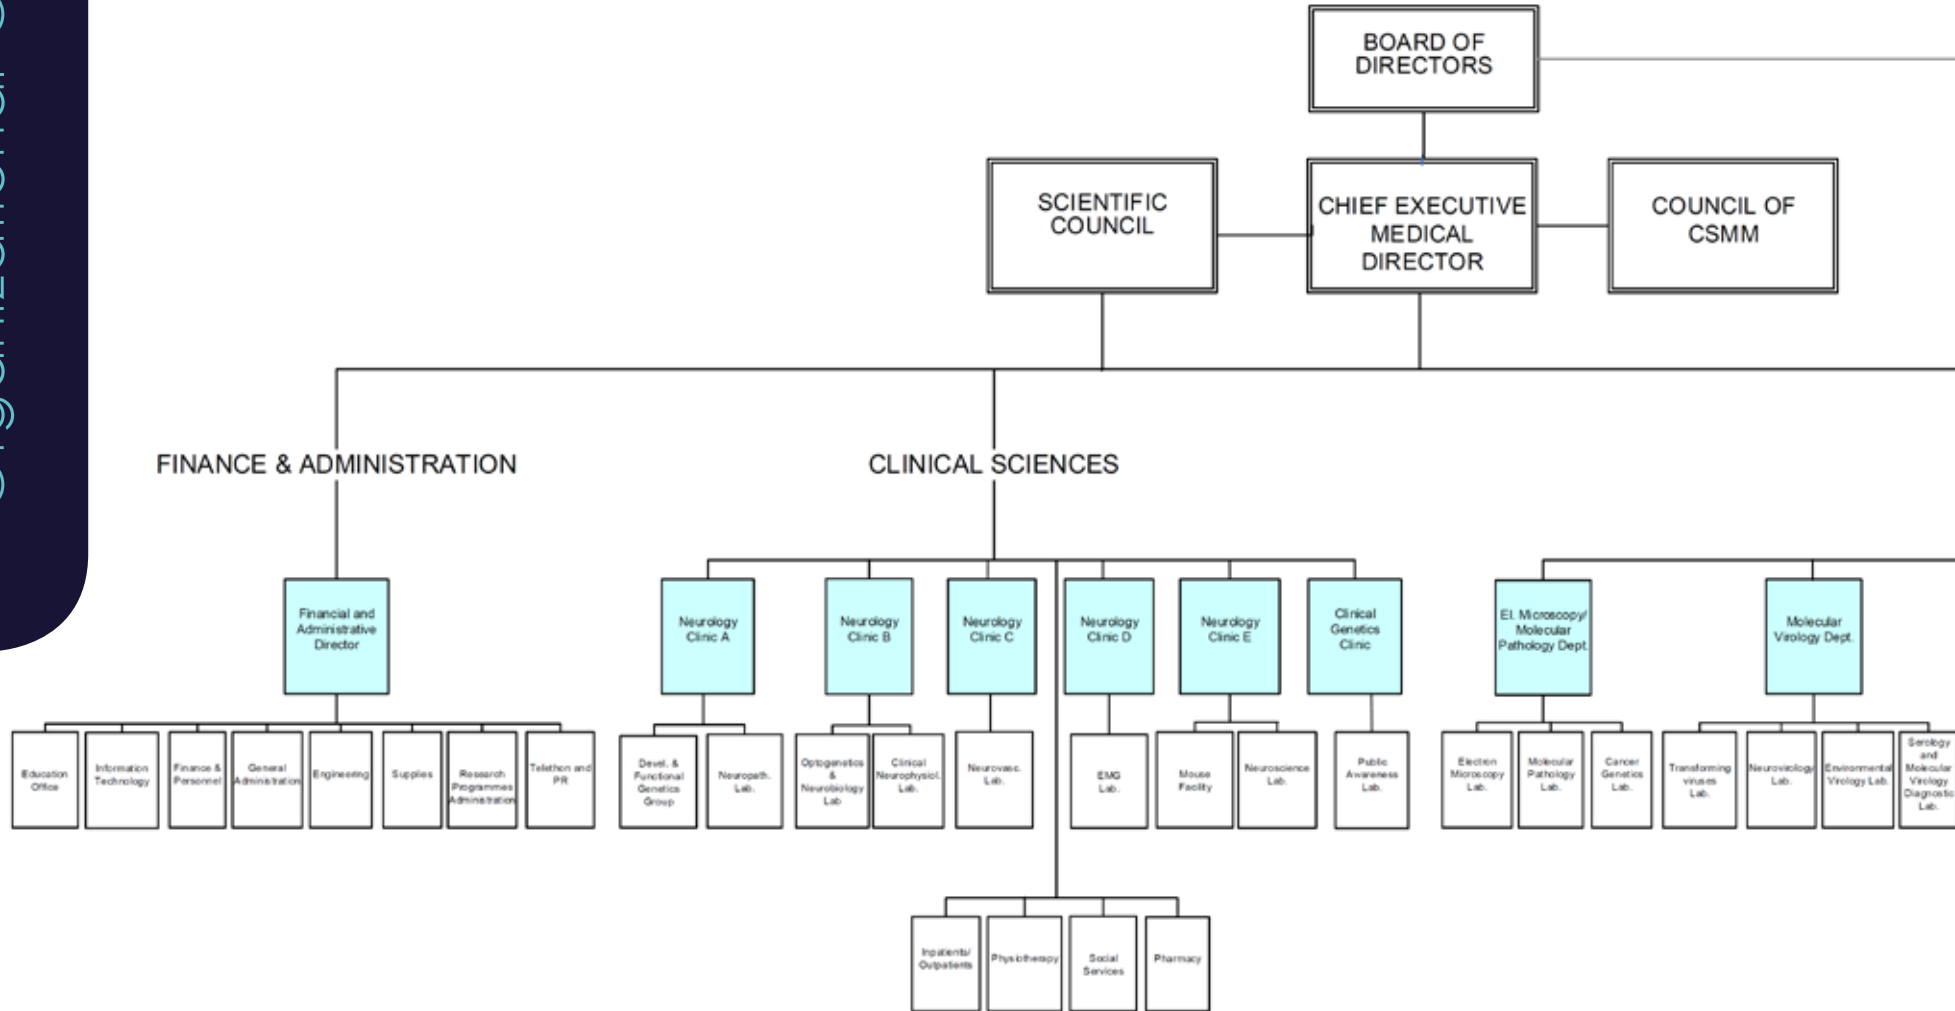 BOARD OF
DIRECTORS
SCIENTIFIC
COUNCIL
CHIEF EXECUTIVE
MEDICAL
DIRECTOR
COUNCIL OF
CSMM
FINANCE & ADMINISTRATION
CLINICAL SCIENCES
Financial and
Administrative
Director
Neurology
Clinic A
Neurology
Clinic B
Neurology
Clinic C
Neurology
Clinic D
Neurology
Clinic E
Clinical
Genetics
Clinic
El. Microscopy/
Molecular
Pathology Dept.
Molecular
Virology Dept.
Education
Office
Information
Technology
Finance &
Personnel
General
Administration
Engineering
Supplies
Research
Programmes
Administration
Telethon and
PR
Devel. &
Functional
Genetics
Group
Neuropath.
Lab.
Optogenetics
&
Neurobiology
Lab
Clinical
Neurophysiol.
Lab.
Neurovasc.
Lab.
EMG
Lab.
Mouse
Facility
Neuroscience
Lab.
Public
Awareness
Lab.
Electron
Microscopy
Lab.
Molecular
Pathology
Lab.
Cancer
Genetics
Lab.
Transforming
viruses
Lab.
Neurovirology
Lab.
Environmental
Virology Lab.
Serology
and
Molecular
Virology
Diagnostic
Lab.
Inpatients/
Outpatients
Physiotherapy
Social
Services
Pharmacy